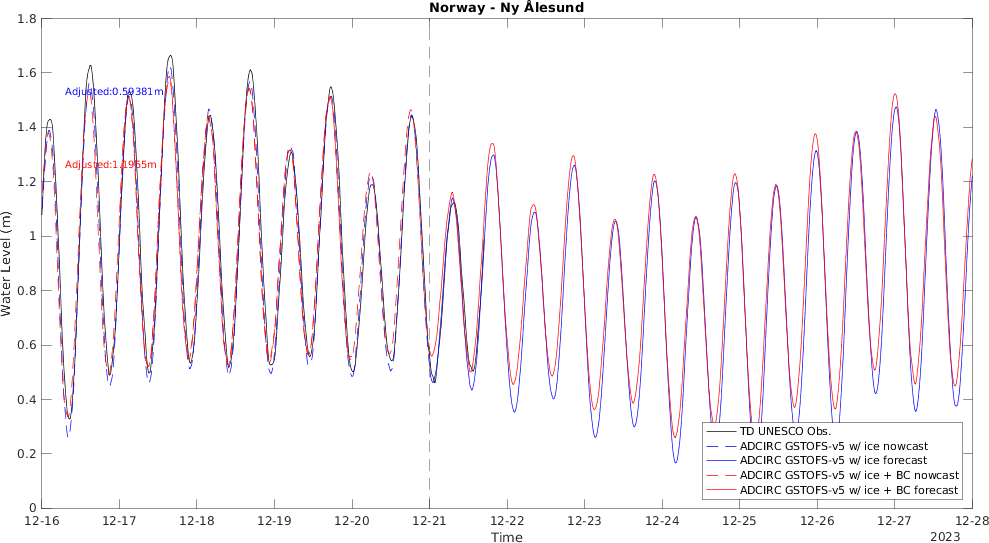 Norway - Ny Ålesund
1.8
1.6
1.4
1.2
1
0.8
0.6
0.4
0.2
0
Water Level (m)
Adjusted:0.59381m
Adjusted:1.1965m
TD UNESCO Obs.
ADCIRC GSTOFS-v5 w/ ice nowcast
ADCIRC GSTOFS-v5 w/ ice forecast
ADCIRC GSTOFS-v5 w/ ice + BC nowcast
ADCIRC GSTOFS-v5 w/ ice + BC forecast
12-16 12-17 12-18 12-19 12-20 12-21 12-22 12-23 12-24 12-25 12-26 12-27 12-28
Time
2023